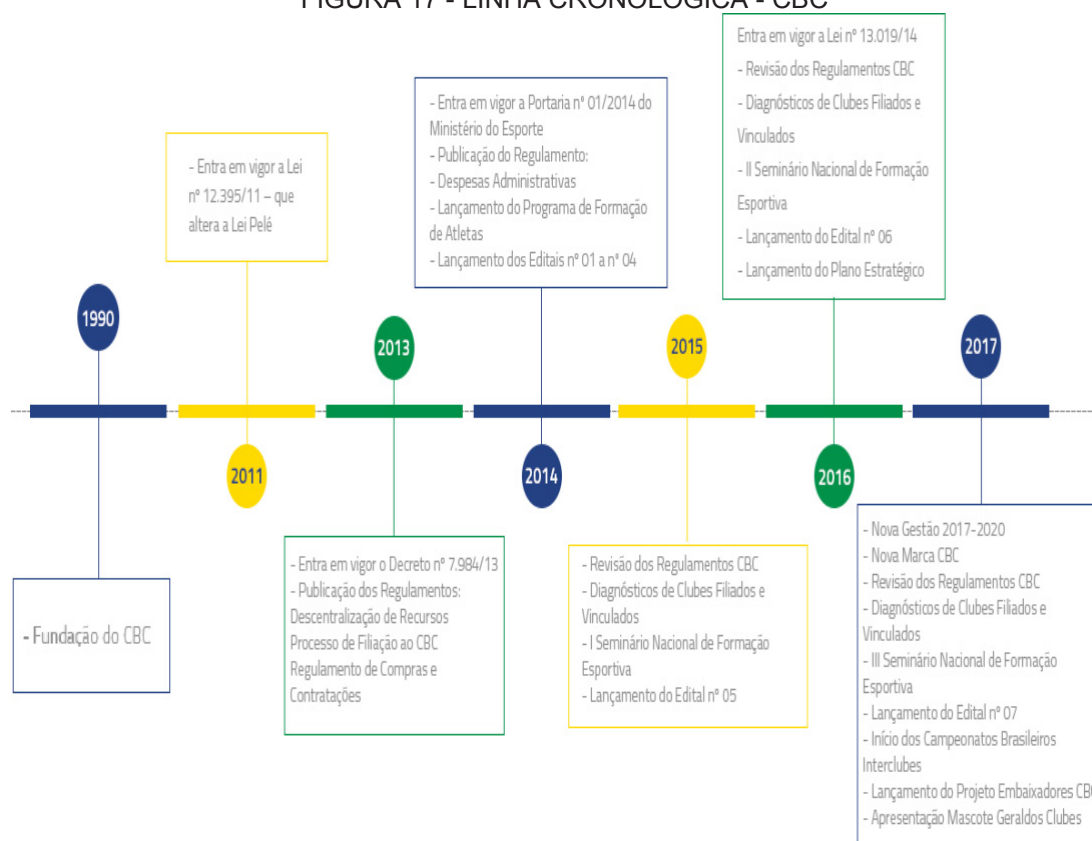 FIGURA 17 - LINHA CRONOLÓGICA - CBC
1990
- Fundação do CBC
- Entra em vigor a Lei
nº 12.395/11 – que
altera a Lei Pelé
2011
2013
- Entra em vigor o Decreto nº 7.984/13
- Publicação dos Regulamentos:
Descentralização de Recursos
Processo de Filiação ao CBC
Regulamento de Compras e
Contratações
- Entra em vigor a Portaria nº 01/2014 do
Ministério do Esporte
- Publicação do Regulamento:
- Despesas Administrativas
- Lançamento do Programa de Formação
de Atletas
- Lançamento dos Editais nº 01 a nº 04
2014
2015
- Revisão dos Regulamentos CBC
- Diagnósticos de Clubes Filiados e
Vinculados
- I Seminário Nacional de Formação
Esportiva
- Lançamento do Edital nº 05
Entra em vigor a Lei nº 13.019/14
- Revisão dos Regulamentos CBC
- Diagnósticos de Clubes Filiados e
Vinculados
- II Seminário Nacional de Formação
Esportiva
- Lançamento do Edital nº 06
- Lançamento do Plano Estratégico
2016
2017
- Nova Gestão 2017-2020
- Nova Marca CBC
- Revisão dos Regulamentos CBC
- Diagnósticos de Clubes Filiados e
Vinculados
- III Seminário Nacional de Formação
Esportiva
- Lançamento do Edital nº 07
- Início dos Campeonatos Brasileiros
Interclubes
- Lançamento do Projeto Embaixadores CB
- Apresentação Mascote Geraldos Clubes